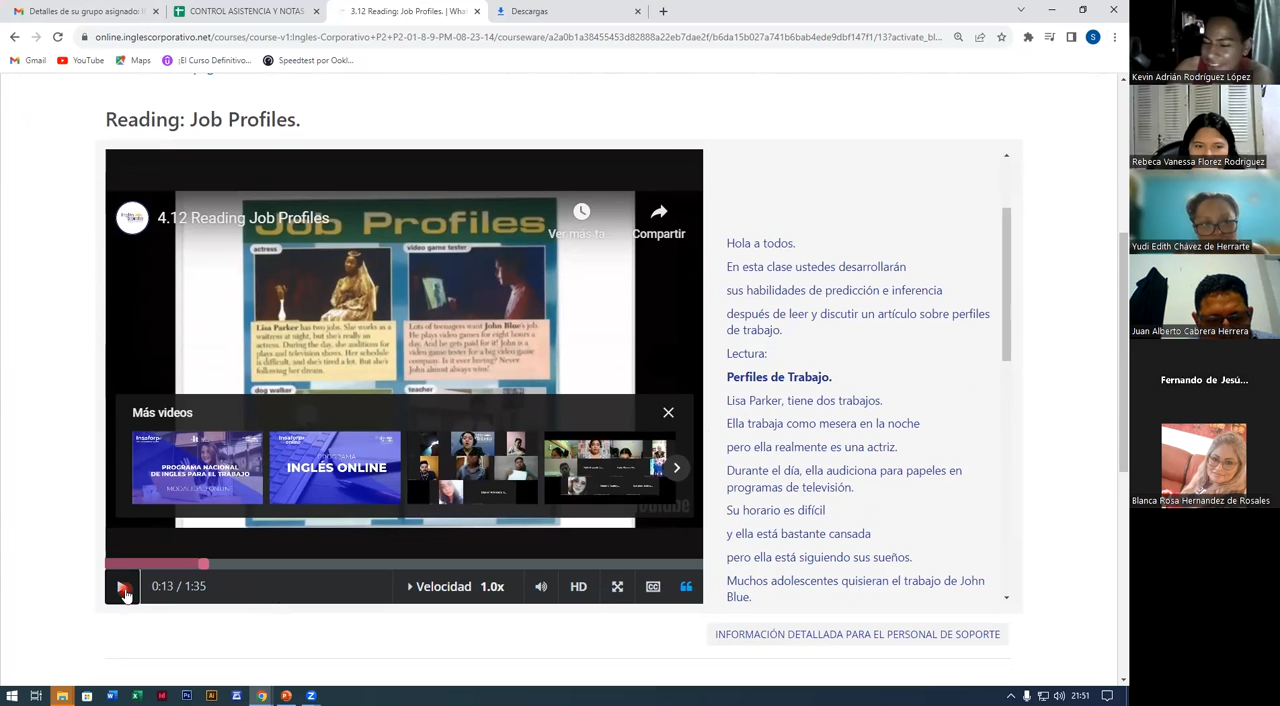 Detalles de su grupo asignado: I
CONTROL ASISTENCIA Y NOTAS
3.12 Reading: Job Profiles. | Wha
Descargas
online.inglescorporativo.net/courses/course-v1:Ingles-Corporativo+P2+P2-01-8-9-PM-08-23-14/courseware/a2a0b1a38455453d82888a22eb7dae2f/b6da15b027a741b6bab4ede9dbf147f1/13?activate_bl...
Gmail
YouTube
Maps
¡El Curso Definitivo...
Speedtest por Ookl...
Reading: Job Profiles.
4.12 Reading Job Profiles
Ver más ta...
Compartir
Job Profiles
actress
video game tester
Lisa Parker has two jobs. She works as a
waitress at night, but she's really an
actress. During the day, she auditions for
plays and television shows. Her schedule
is difficult, and she's tired a lot. But she's
following her dream.
Lots of teenagers want John Blue's job.
He plays video games for eight hours a
day. And he gets paid for it! John is a
video game tester for a big video game
company. Is it ever boring? Never
John almost always wins!
dog walker
teacher
Más videos
Insaforp
PROGRAMA NACIONAL
DE INGLÉS PARA EL TRABAJO
MODALIDAD ONLINE
Insaforp
PROGRAMA
INGLÉS ONLINE
YouTube
0:13 / 1:35
Velocidad 1.0x
HD
CC
Hola a todos.
En esta clase ustedes desarrollarán
sus habilidades de predicción e inferencia
después de leer y discutir un artículo sobre perfiles
de trabajo.
Lectura:
Perfiles de Trabajo.
Lisa Parker, tiene dos trabajos.
Ella trabaja como mesera en la noche
pero ella realmente es una actriz.
Durante el día, ella audiciona para papeles en
programas de televisión.
Su horario es difícil
y ella está bastante cansada
pero ella está siguiendo sus sueños.
Muchos adolescentes quisieran el trabajo de John
Blue.
INFORMACIÓN DETALLADA PARA EL PERSONAL DE SOPORTE
Kevin Adrián Rodríguez López
Rebeca Vanessa Florez Rodriguez
Yudi Edith Chávez de Herrarte
Juan Alberto Cabrera Herrera
Fernando de Jesú...
Blanca Rosa Hernandez de Rosales
21:51